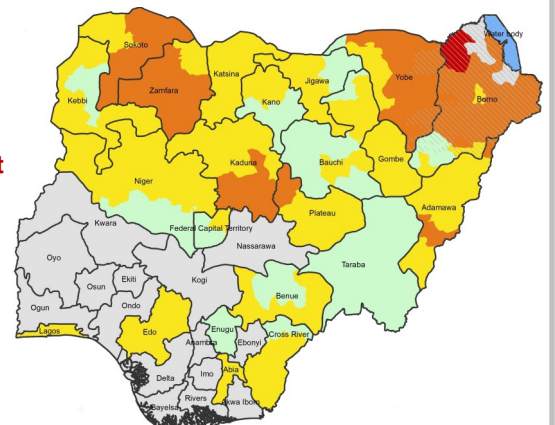 Water body
Sokoto
Katsina
Jigawa
Yobe
Borno
Kebbi
Zamfara
Kano
Kaduna
Bauchi
Gombe
Niger
Adamawa
Plateau
Kwara
Federal Capital Territory
Nassarawa
Taraba
Oyo
Ekiti
Kogi
Osun
Benue
Ogun
Ondo
Lagos
Edo
Enugu
Cross River
Anambra
Ebonyi
Delta
Imo
Abia
Rivers
Bayelsa
Akwa Ibom